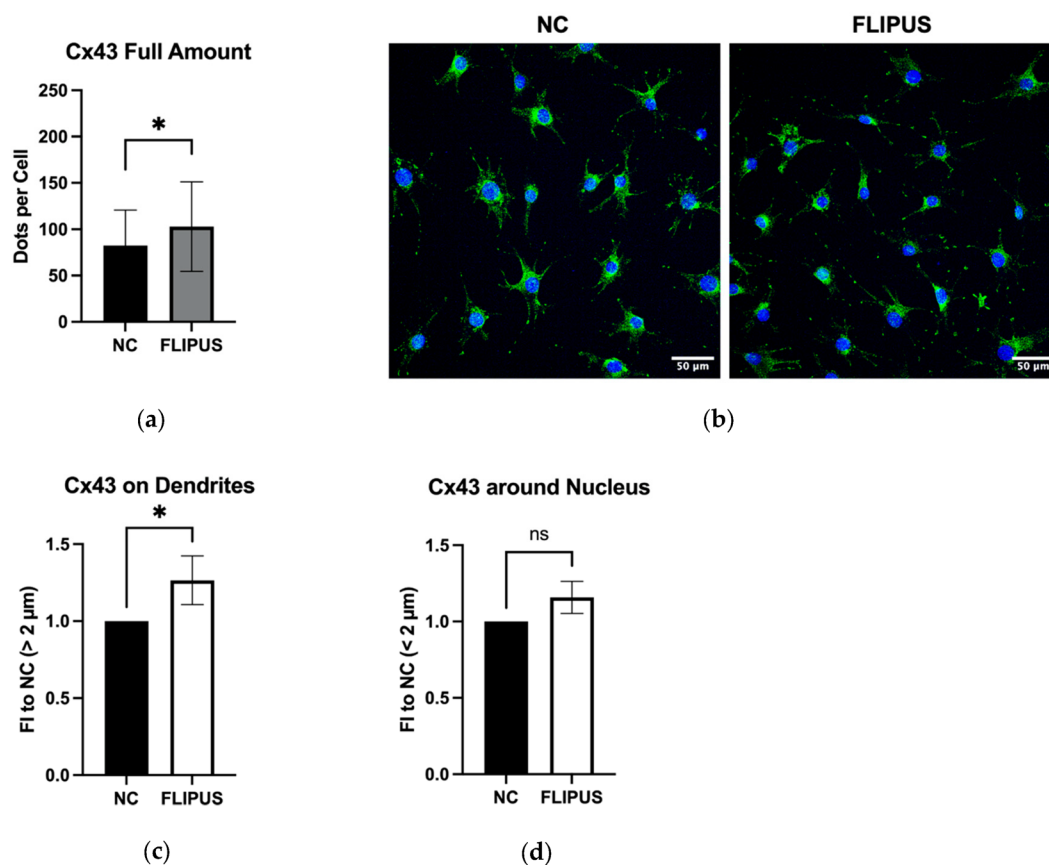 Cx43 Full Amount
Dots per Cell
250
200
150
100
50
0
*
NC FLIPUS
(a)
NC FLIPUS
50 µm 50 µm
(b)
Cx43 on Dendrites
FI to NC (> 2 µm)
1.5
1.0
0.5
0.0
*
NC FLIPUS
(c)
Cx43 around Nucleus
FI to NC (< 2 µm)
1.5
1.0
0.5
0.0
ns
NC FLIPUS
(d)